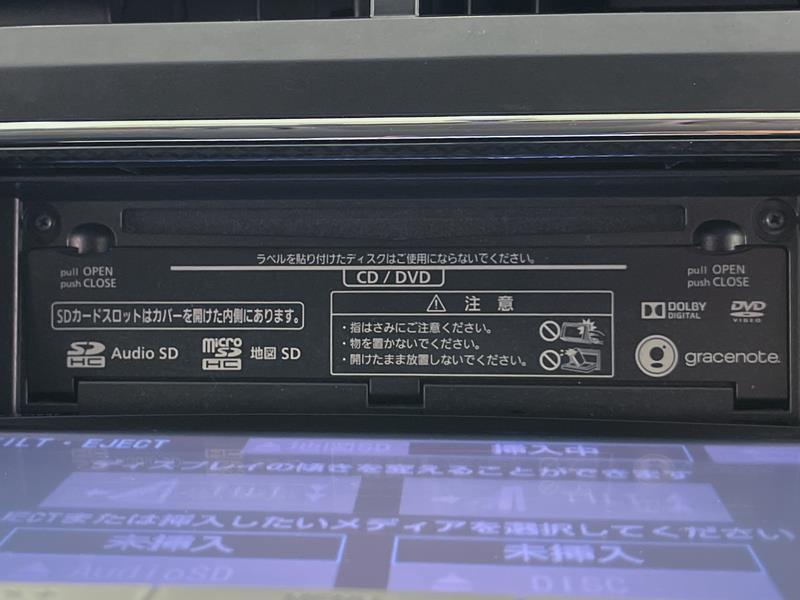 ラベルを貼り付けたディスクはご使用にならないでください。
CD / DVD
pull OPEN
push CLOSE
pull OPEN
push CLOSE
SDカードスロットはカバーを開けた内側にあります。
注 意
・指はさみにご注意ください。
・物を置かないでください。
・開けたまま放置しないでください。
DOLBY
DIGITAL
DVD
VIDEO
SD
HC
Audio SD
micro
SD
HC
地図 SD
gracenote.
TILT・EJECT
地図SD
挿入中
ディスプレイの傾きを変えることができます
ECTまたは挿入したいメディアを選択してください
未挿入
未挿入
AudioSD
DISC